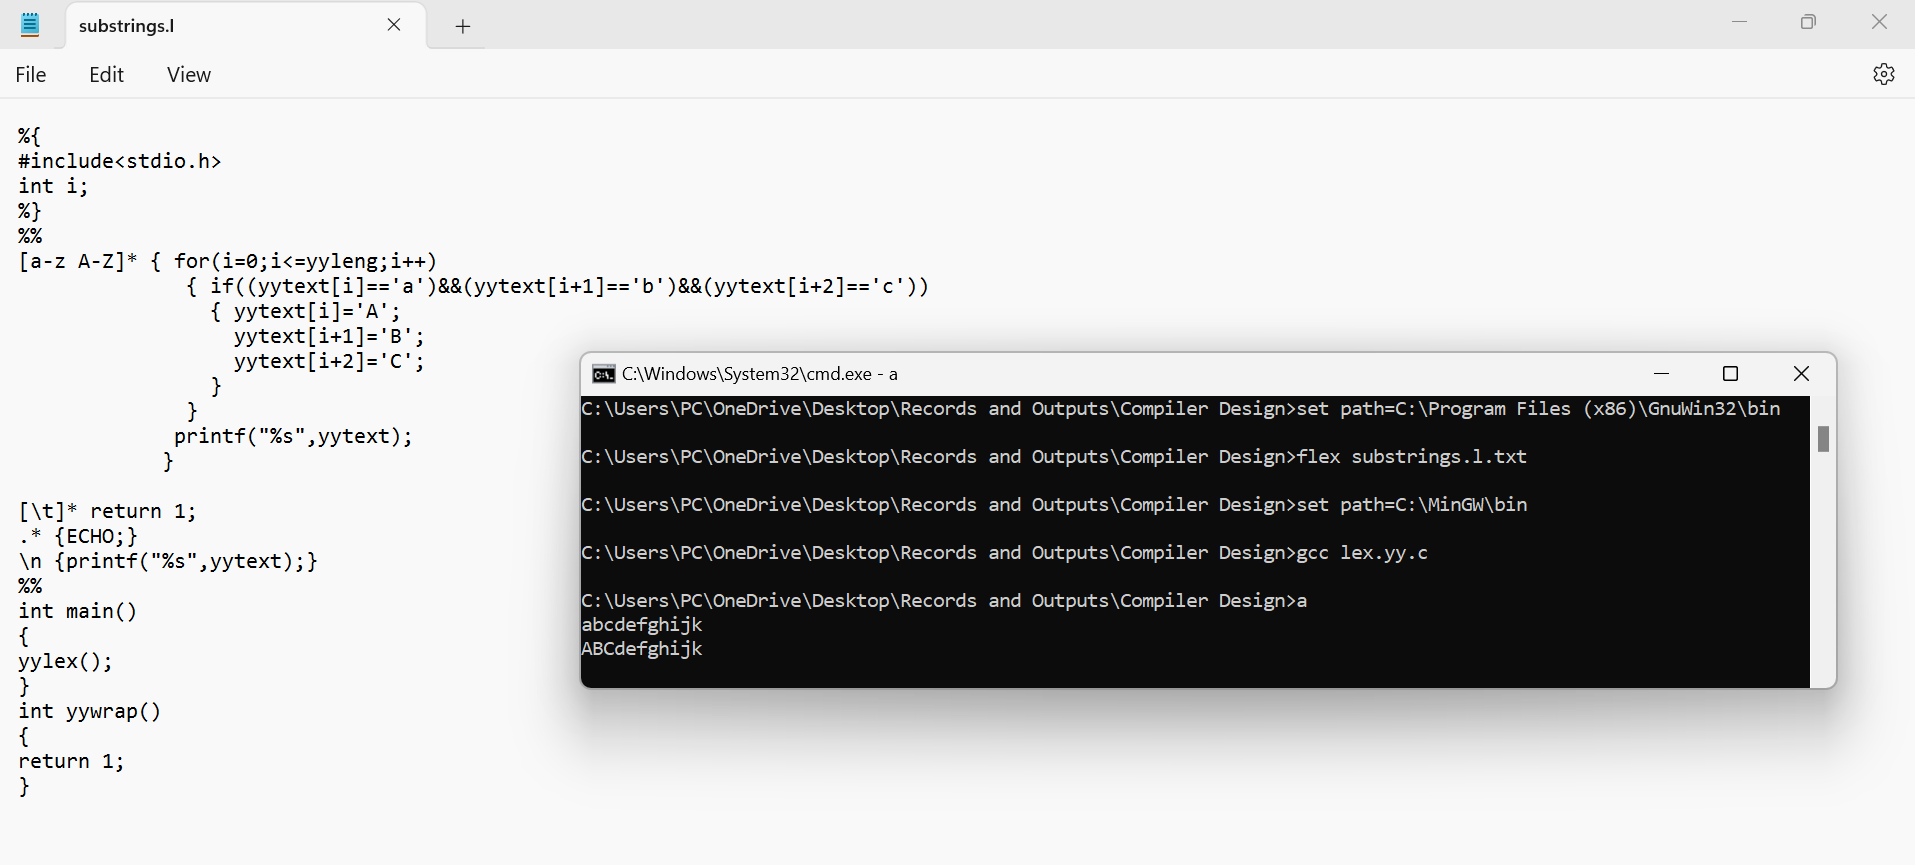 substrings.l
File Edit View
%{
#include<stdio.h>
int i;
%}
%%
[a-z A-Z]* { for(i=0;i<=yyleng;i++)
{ if((yytext[i]=='a')&&(yytext[i+1]=='b')&&(yytext[i+2]=='c'))
{ yytext[i]='A';
yytext[i+1]='B';
yytext[i+2]='C';
}
}
printf("%s",yytext);
}
[\t]* return 1;
.* {ECHO;}
\n {printf("%s",yytext);}
%%
int main()
{
yylex();
}
int yywrap()
{
return 1;
}
C:\Windows\System32\cmd.exe - a
C:\Users\PC\OneDrive\Desktop\Records and Outputs\Compiler Design>set path=C:\Program Files (x86)\GnuWin32\bin
C:\Users\PC\OneDrive\Desktop\Records and Outputs\Compiler Design>flex substrings.l.txt
C:\Users\PC\OneDrive\Desktop\Records and Outputs\Compiler Design>set path=C:\MinGW\bin
C:\Users\PC\OneDrive\Desktop\Records and Outputs\Compiler Design>gcc lex.yy.c
C:\Users\PC\OneDrive\Desktop\Records and Outputs\Compiler Design>a
abcdefghijk
ABCdefghijk